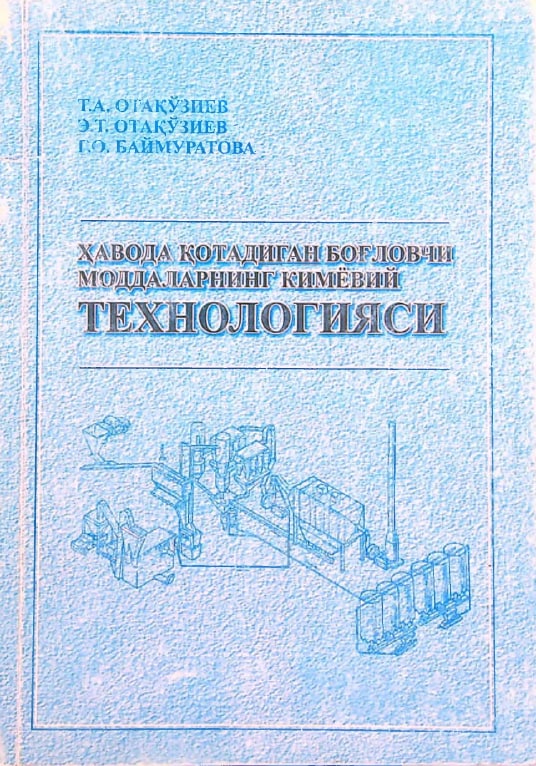 Т.А. ОТАҚЎЗИЕВ
Э.Т. ОТАҚЎЗИЕВ
Г.О. БАЙМУРАТОВА
ҲАВОДА ҚОТАДИГАН БОҒЛОВЧИ
МОДДАЛАРНИНГ КИМЁВИЙ
ТЕХНОЛОГИЯСИ